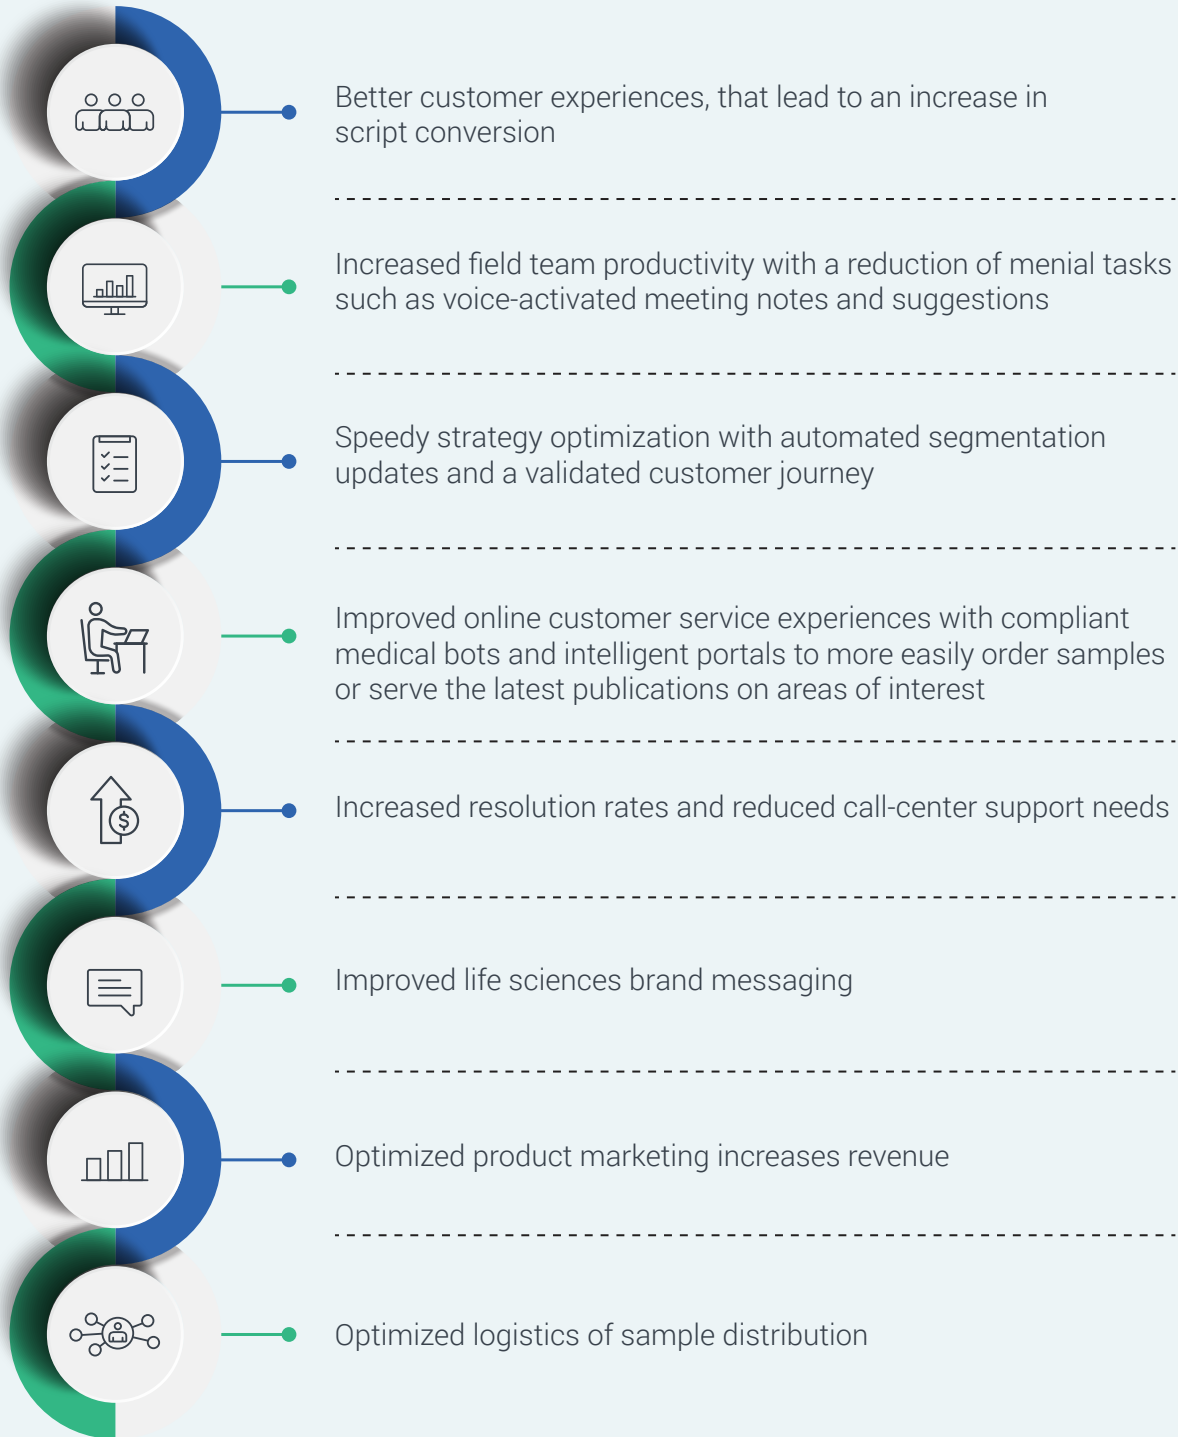 Better customer experiences, that lead to an increase in
script conversion
Increased field team productivity with a reduction of menial tasks
such as voice-activated meeting notes and suggestions
Speedy strategy optimization with automated segmentation
updates and a validated customer journey
Improved online customer service experiences with compliant
medical bots and intelligent portals to more easily order samples
or serve the latest publications on areas of interest
Increased resolution rates and reduced call-center support needs
Improved life sciences brand messaging
Optimized product marketing increases revenue
Optimized logistics of sample distribution